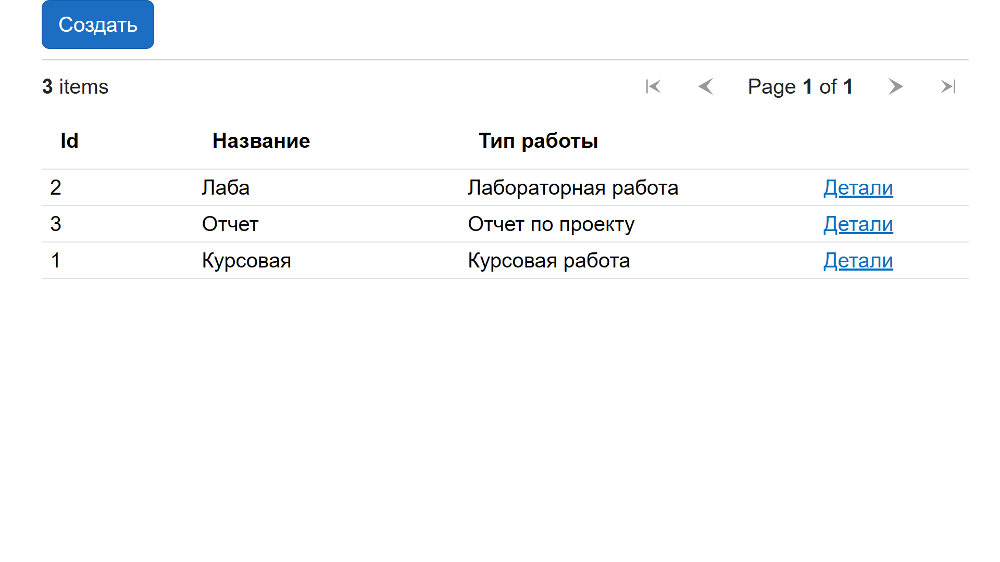 Создать
3 items Page 1 of 1
Id Название Тип работы
2 Лаба Лабораторная работа Детали
3 Отчет Отчет по проекту Детали
1 Курсовая Курсовая работа Детали